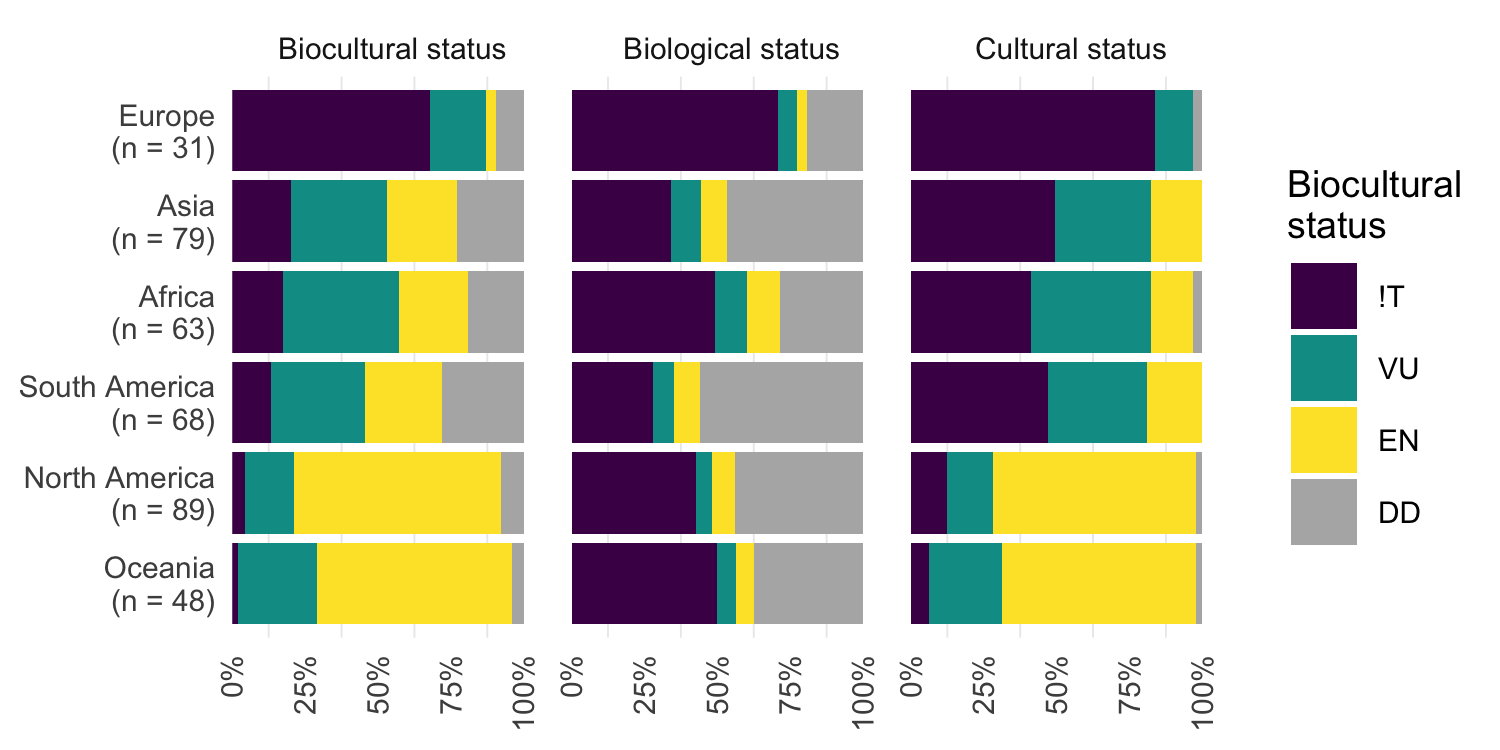 Biocultural status
Biological status
Cultural status
Europe
(n = 31)
Asia
(n = 79)
Africa
(n = 63)
South America
(n = 68)
North America
(n = 89)
Oceania
(n = 48)
0%
25%
50%
75%
100%
0%
25%
50%
75%
100%
0%
25%
50%
75%
100%
Biocultural
status
!T
VU
EN
DD